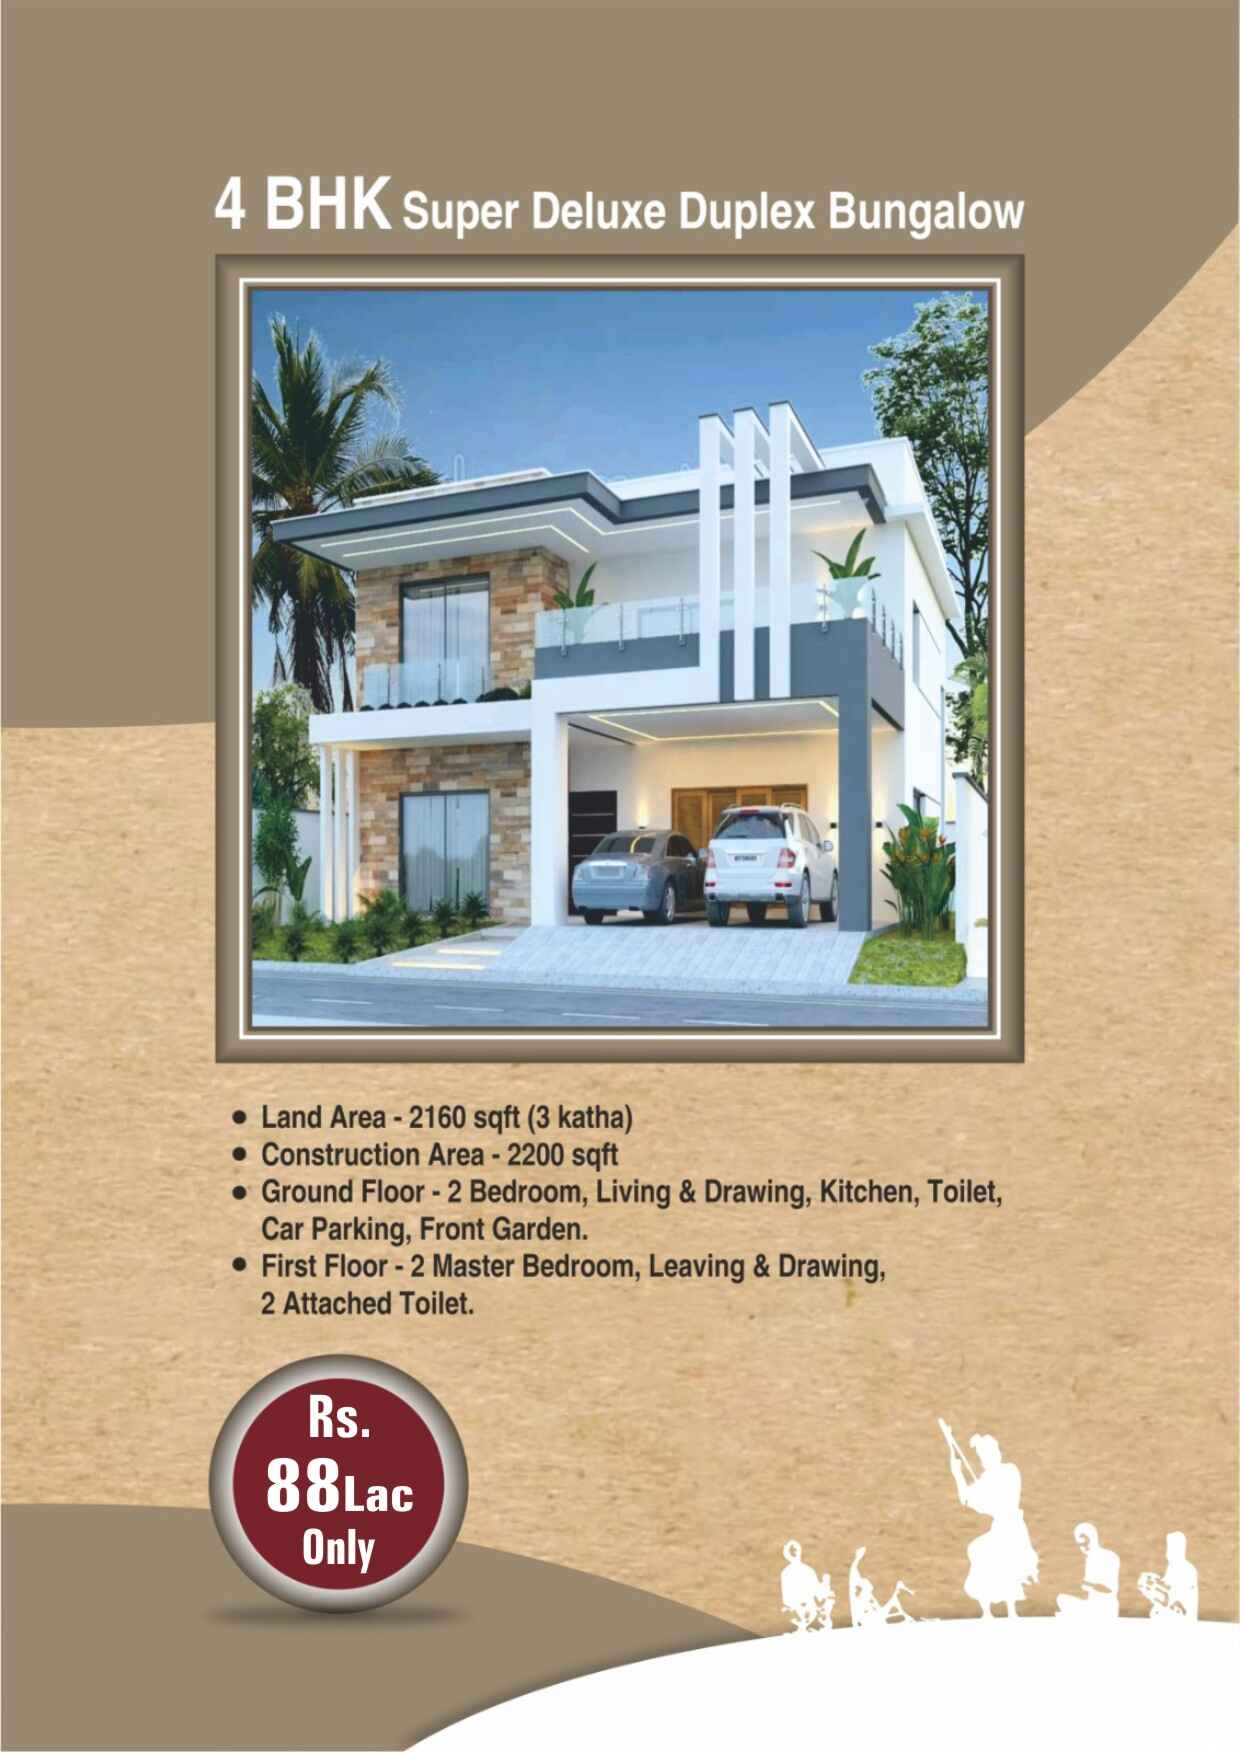 4 BHK Super Deluxe Duplex Bungalow
• Land Area - 2160 sqft (3 katha)
• Construction Area - 2200 sqft
• Ground Floor - 2 Bedroom, Living & Drawing, Kitchen, Toilet,
Car Parking, Front Garden.
• First Floor - 2 Master Bedroom, Leaving & Drawing,
2 Attached Toilet.
Rs.
88Lac
Only